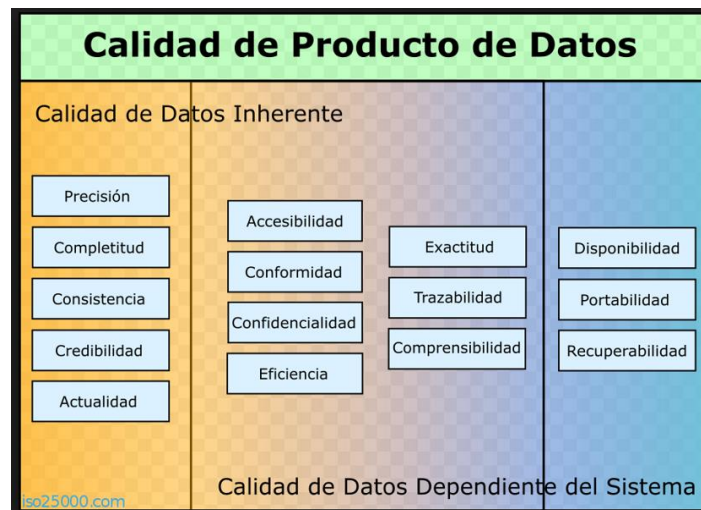 Calidad de Producto de Datos
Calidad de Datos Inherente
Precisión
Completitud
Consistencia
Credibilidad
Actualidad
Accesibilidad
Conformidad
Confidencialidad
Eficiencia
Exactitud
Trazabilidad
Comprensibilidad
Disponibilidad
Portabilidad
Recuperabilidad
Calidad de Datos Dependiente del Sistema
iso25000.com